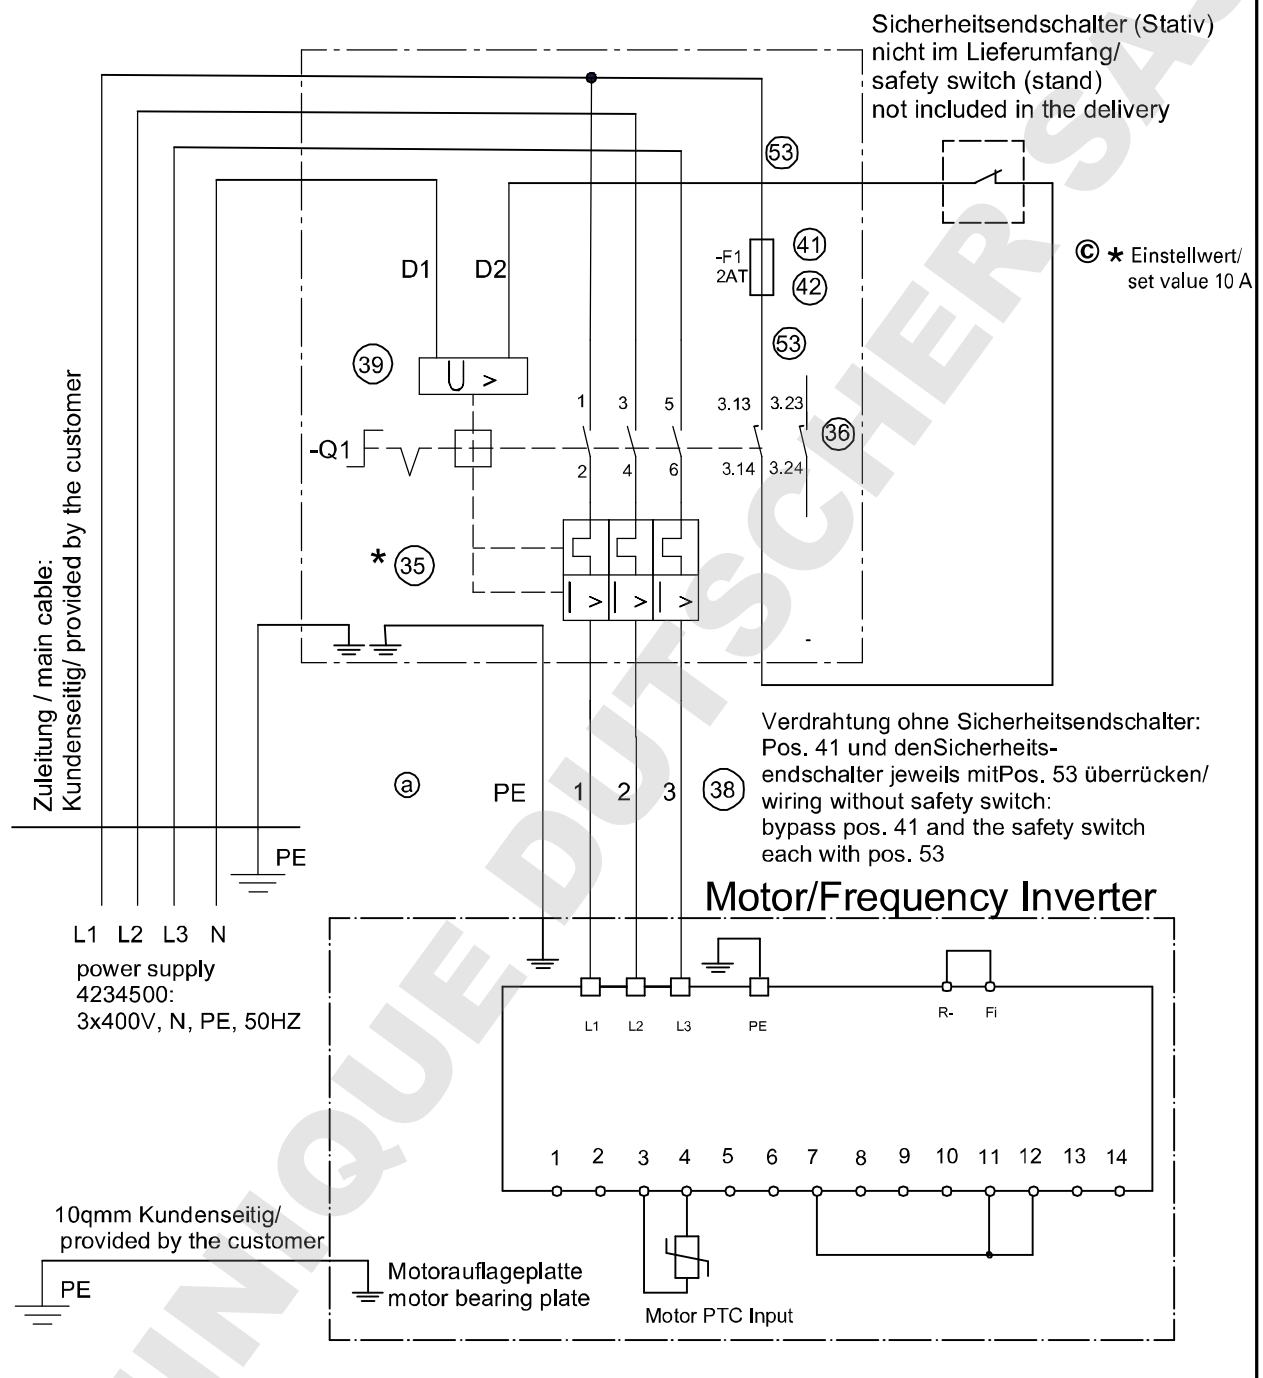 Sicherheitsendschalter (Stativ)
nicht im Lieferumfang/
safety switch (stand)
not included in the delivery
53
D1
D2
-F1
2AT
41
42
© * Einstellwert/
set value 10 A
53
39
U >
1
3
5
3.13
3.23
-Q1
36
2
4
6
3.14
3.24
* 35
I >
I >
I >
-
Zuleitung / main cable:
Kundenseitig/ provided by the customer
Verdrahtung ohne Sicherheitsendschalter:
Pos. 41 und denSicherheits-
endschalter jeweils mitPos. 53 überrücken/
wiring without safety switch:
bypass pos. 41 and the safety switch
each with pos. 53
a
PE
1
2
3
38
PE
Motor/Frequency Inverter
L1 L2 L3 N
power supply
4234500:
3x400V, N, PE, 50HZ
L1
L2
L3
PE
R-
Fi
1 2 3 4 5 6 7 8 9 10 11 12 13 14
10qmm Kundenseitig/
provided by the customer
PE
Motorauflageplatte
motor bearing plate
Motor PTC Input
UNIQUE DUTSCHER SAS